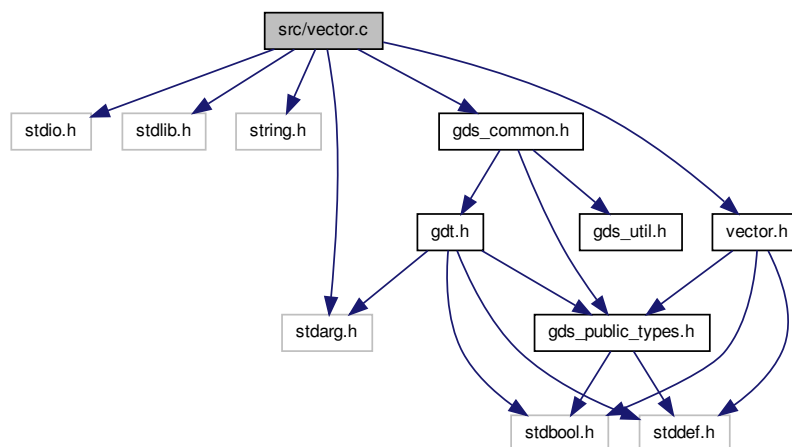 src/vector.c
stdio.h
stdlib.h
string.h
gds_common.h
gdt.h
gds_util.h
vector.h
stdarg.h
gds_public_types.h
stdbool.h
stddef.h